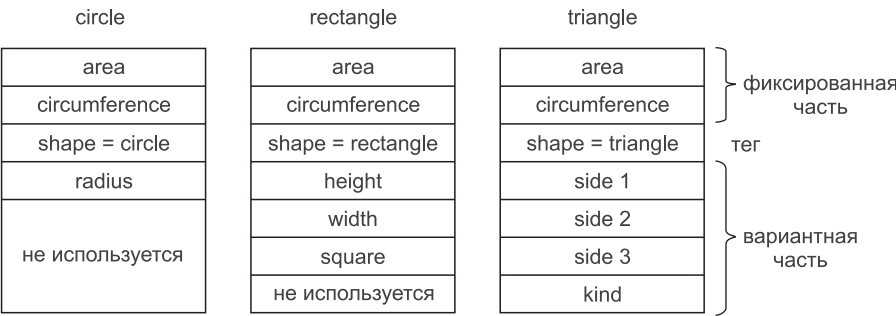 circle
area
circumference
shape = circle
radius
не используется
rectangle
area
circumference
shape = rectangle
height
width
square
не используется
triangle
area
circumference
shape = triangle
side 1
side 2
side 3
kind
фиксированная
часть
тег
вариантная
часть